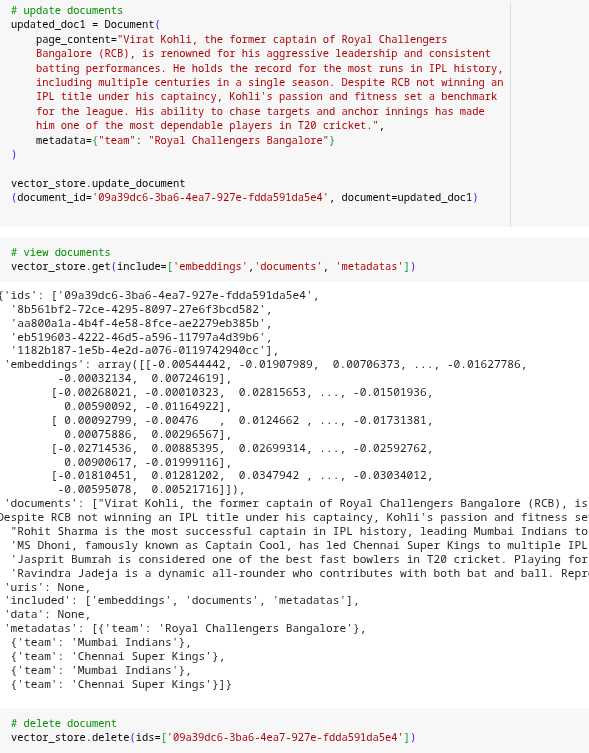 # update documents
updated_doc1 = Document(
    page_content="Virat Kohli, the former captain of Royal Challengers
    Bangalore (RCB), is renowned for his aggressive leadership and consistent
    batting performances. He holds the record for the most runs in IPL history,
    including multiple centuries in a single season. Despite RCB not winning an
    IPL title under his captaincy, Kohli's passion and fitness set a benchmark
    for the league. His ability to chase targets and anchor innings has made
    him one of the most dependable players in T20 cricket.",
    metadata={"team": "Royal Challengers Bangalore"}
)
vector_store.update_document
(document_id='09a39dc6-3ba6-4ea7-927e-fdda591da5e4', document=updated_doc1)
# view documents
vector_store.get(include=['embeddings','documents', 'metadatas'])
{'ids': ['09a39dc6-3ba6-4ea7-927e-fdda591da5e4',
  '8b561bf2-72ce-4295-8097-27e6f3bcd582',
  'aa800a1a-4b4f-4e58-8fce-ae2279eb385b',
  'eb519603-4222-46d5-a596-11797a4d39b6',
  '1182b187-1e5b-4e2d-a076-0119742940cc'],
 'embeddings': array([[-0.00544442, -0.01907989,  0.00706373, ..., -0.01627786,
         -0.00032134,  0.00724619],
        [-0.00268021, -0.00010323,  0.02815653, ..., -0.01501936,
          0.00590092, -0.01164922],
        [ 0.00092799, -0.00476   ,  0.0124662 , ..., -0.01731381,
          0.00075886,  0.00296567],
        [-0.02714536,  0.00885395,  0.02699314, ..., -0.02592762,
          0.00900617, -0.01999116],
        [-0.01810451,  0.01281202,  0.0347942 , ..., -0.03034012,
         -0.00595078,  0.00521716]]),
 'documents': ["Virat Kohli, the former captain of Royal Challengers Bangalore (RCB), is
Despite RCB not winning an IPL title under his captaincy, Kohli's passion and fitness se
  "Rohit Sharma is the most successful captain in IPL history, leading Mumbai Indians to
  'MS Dhoni, famously known as Captain Cool, has led Chennai Super Kings to multiple IPL
  'Jasprit Bumrah is considered one of the best fast bowlers in T20 cricket. Playing for
  'Ravindra Jadeja is a dynamic all-rounder who contributes with both bat and ball. Repr
 'uris': None,
 'included': ['embeddings', 'documents', 'metadatas'],
 'data': None,
 'metadatas': [{'team': 'Royal Challengers Bangalore'},
  {'team': 'Mumbai Indians'},
  {'team': 'Chennai Super Kings'},
  {'team': 'Mumbai Indians'},
  {'team': 'Chennai Super Kings'}]}
# delete document
vector_store.delete(ids=['09a39dc6-3ba6-4ea7-927e-fdda591da5e4'])